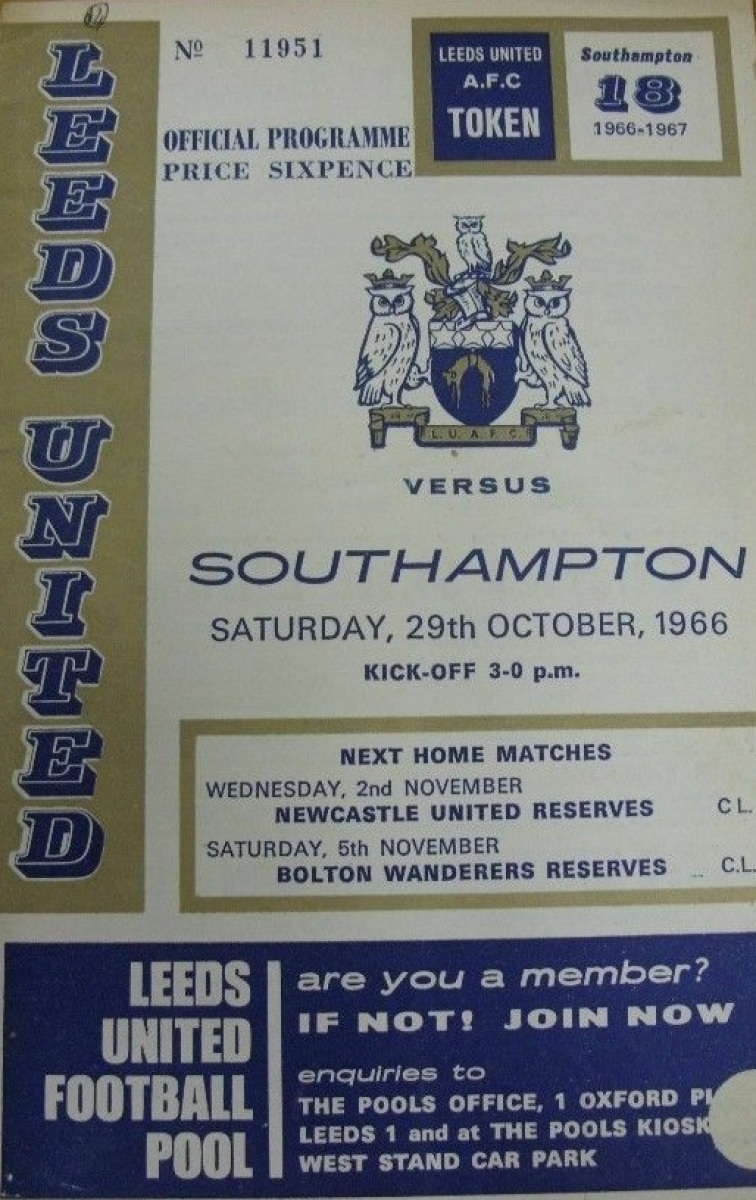 LEEDS UNITED
Nº 11951
OFFICIAL PROGRAMME
PRICE SIXPENCE
LEEDS UNITED
A.F.C
TOKEN
Southampton
18
1966-1967
L. U. A. F. C.
VERSUS
SOUTHAMPTON
SATURDAY, 29th OCTOBER, 1966
KICK-OFF 3-0 p.m.
NEXT HOME MATCHES
WEDNESDAY, 2nd NOVEMBER
NEWCASTLE UNITED RESERVES C L.
SATURDAY, 5th NOVEMBER
BOLTON WANDERERS RESERVES C.L.
LEEDS
UNITED
FOOTBALL
POOL
are you a member?
IF NOT! JOIN NOW
enquiries to
THE POOLS OFFICE, 1 OXFORD
LEEDS 1 and at THE POOLS KIOSK
WEST STAND CAR PARK